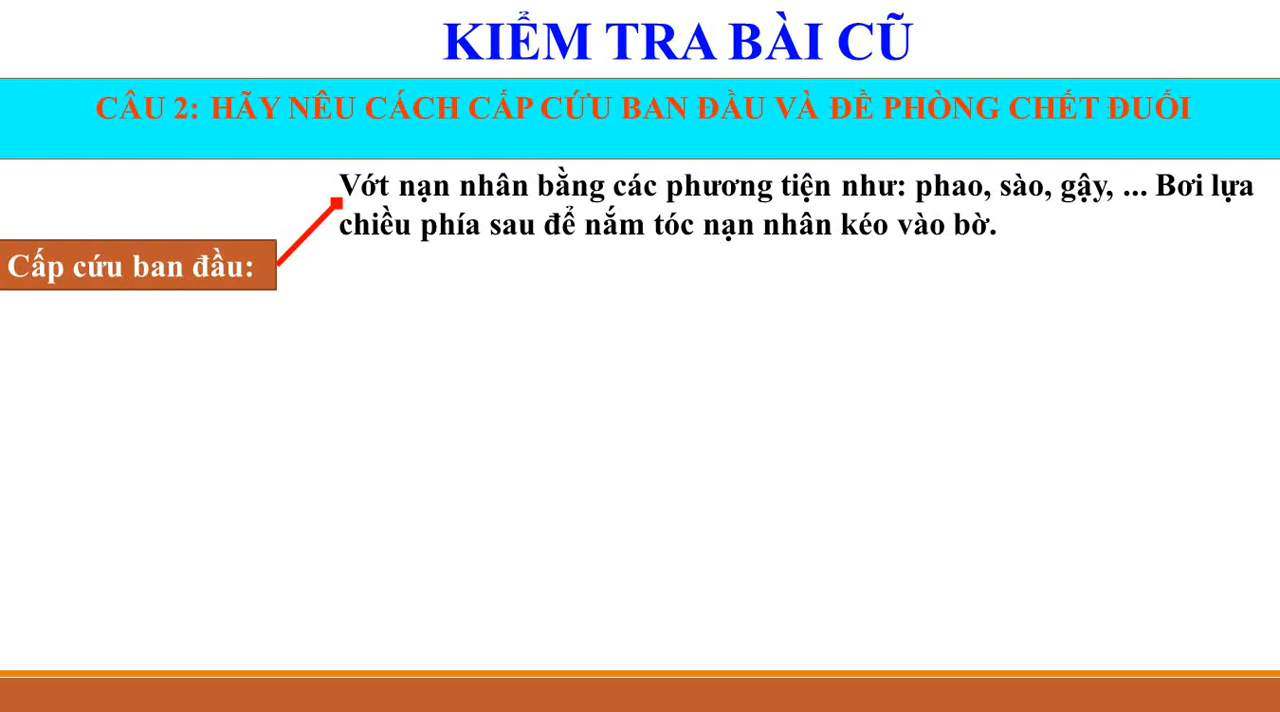 KIỂM TRA BÀI CŨ
CÂU 2: HÃY NÊU CÁCH CẤP CỨU BAN ĐẦU VÀ ĐỀ PHÒNG CHẾT ĐUỐI
Vớt nạn nhân bằng các phương tiện như: phao, sào, gậy, ... Bơi lựa
chiều phía sau để nắm tóc nạn nhân kéo vào bờ.
Cấp cứu ban đầu: